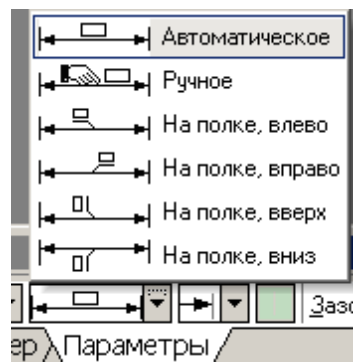 Автоматическое
Ручное
На полке, влево
На полке, вправо
На полке, вверх
На полке, вниз
Параметры